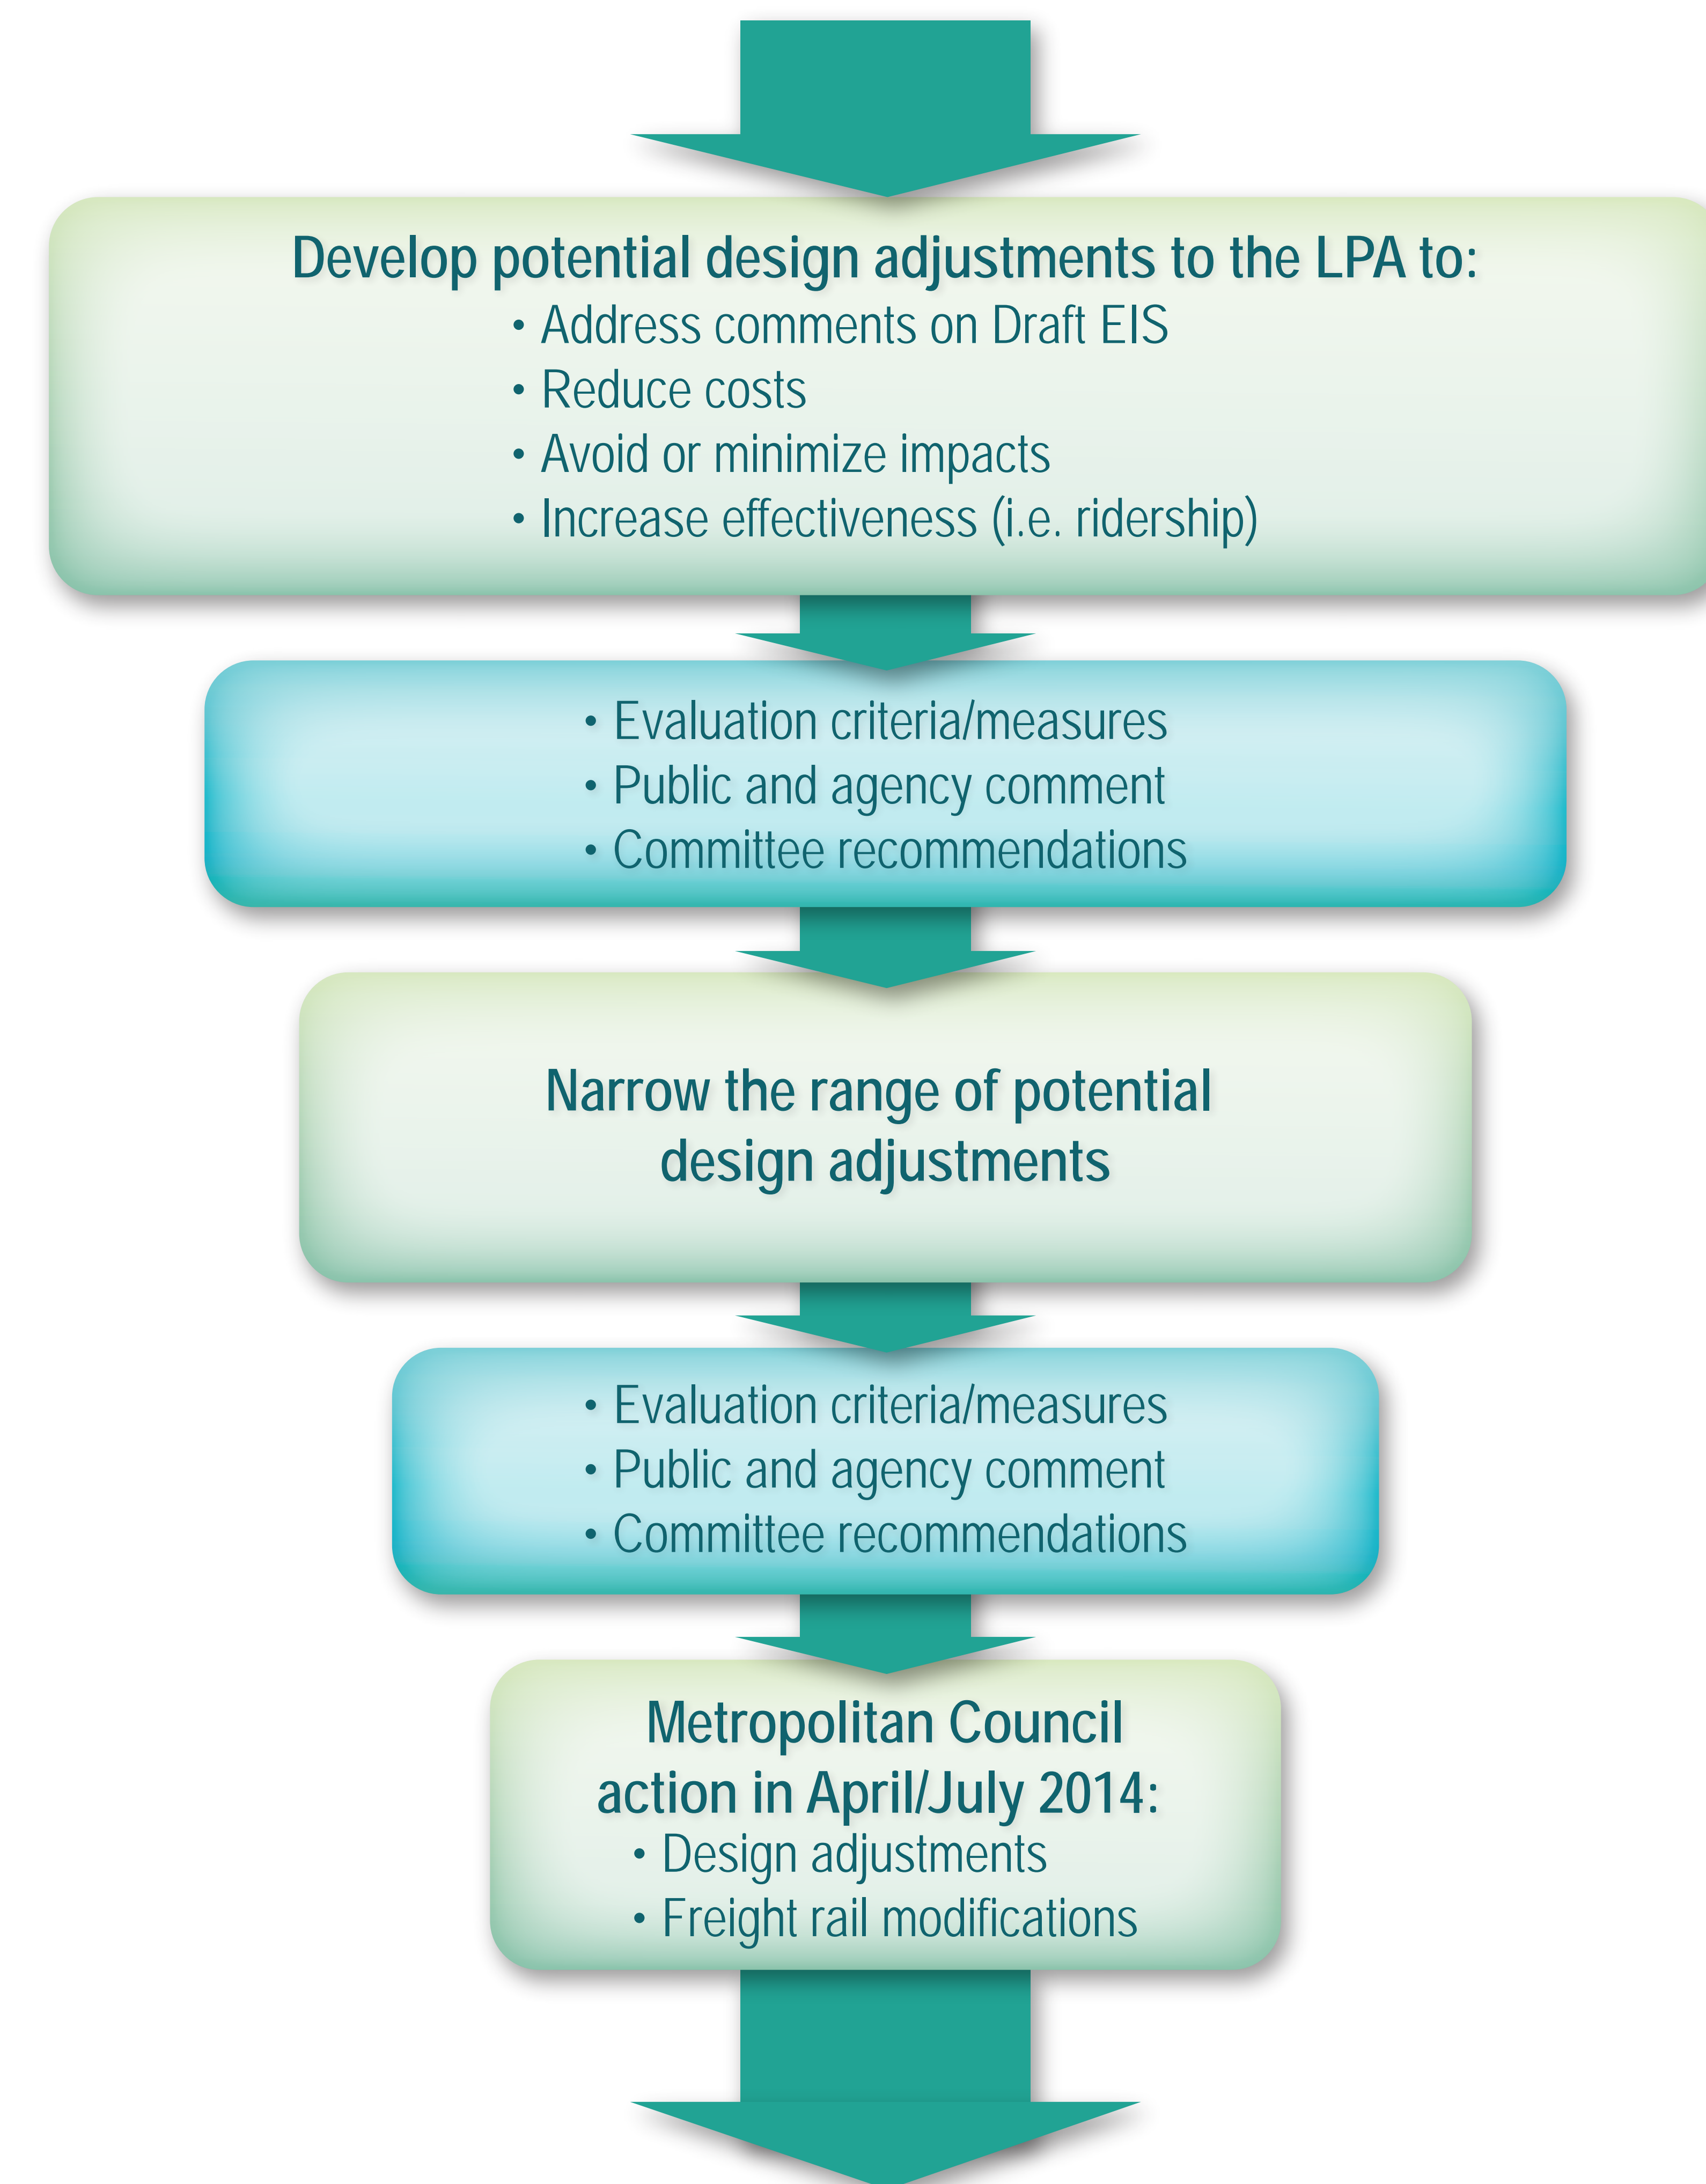 Develop potential design adjustments to the LPA to:
• Address comments on Draft EIS
• Reduce costs
• Avoid or minimize impacts
• Increase effectiveness (i.e. ridership)
• Evaluation criteria/measures
• Public and agency comment
• Committee recommendations
Narrow the range of potential
design adjustments
• Evaluation criteria/measures
• Public and agency comment
• Committee recommendations
Metropolitan Council
action in April/July 2014:
• Design adjustments
• Freight rail modifications